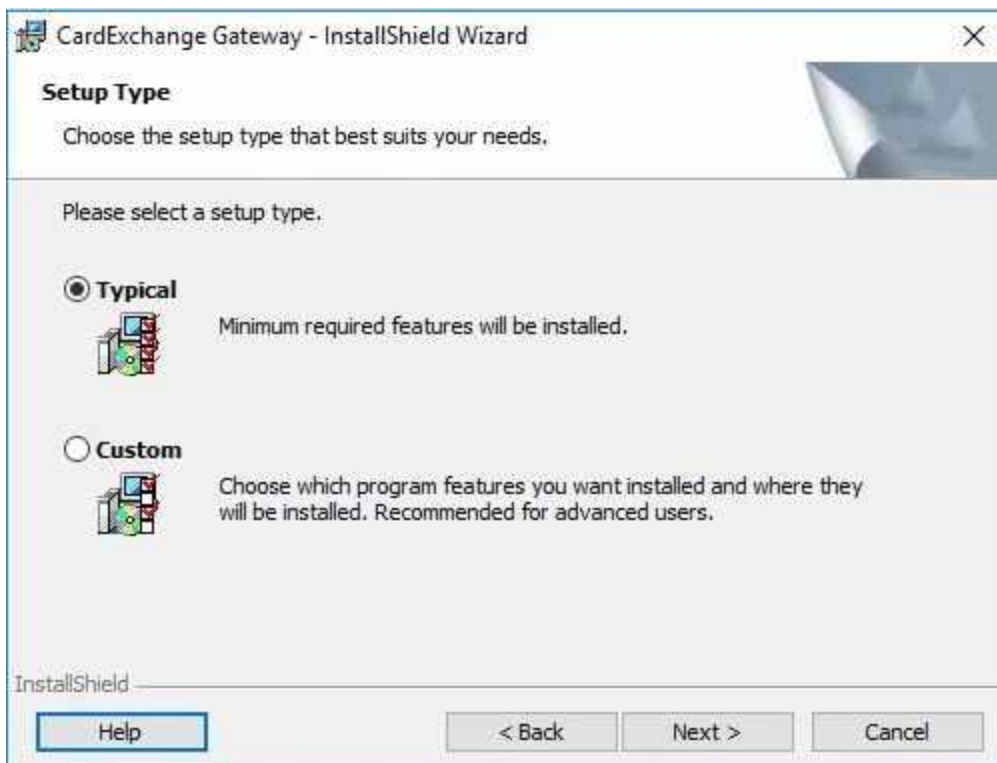 CardExchange Gateway - InstallShield Wizard
Setup Type
Choose the setup type that best suits your needs.
Please select a setup type.
Typical
Minimum required features will be installed.
Custom
Choose which program features you want installed and where they
will be installed. Recommended for advanced users.
InstallShield
Help
< Back
Next >
Cancel